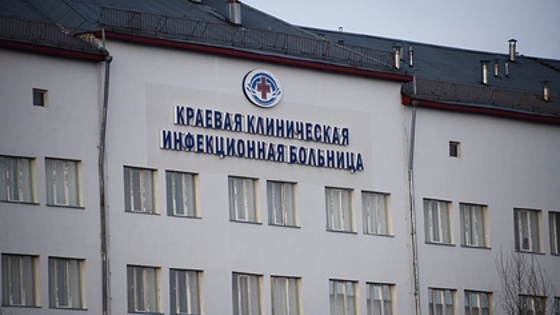 КРАЕВАЯ КЛИНИЧЕСКАЯ
ИНФЕКЦИОННАЯ БОЛЬНИЦА